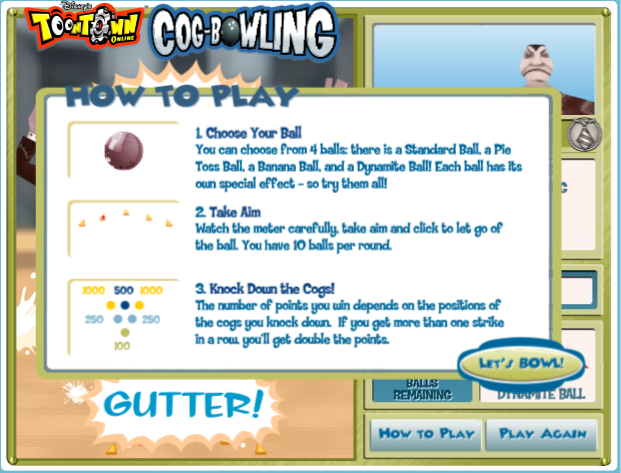 Disney's
TOONTOWN
ONLINE
COG-BOWLING
HOW TO PLAY
1. Choose Your Ball
You can choose from 4 balls: there is a Standard Ball, a Pie
Toss Ball, a Banana Ball, and a Dynamite Ball! Each ball has its
own special effect - so try them all!
2. Take Aim
Watch the meter carefully, take aim and click to let go of
the ball. You have 10 balls per round.
1000 500 1000
250 250
100
3. Knock Down the Cogs!
The number of points you win depends on the positions of
the cogs you knock down. If you get more than one strike
in a row, you'll get double the points.
LET'S BOWL!
GUTTER!
BALLS
REMAINING
DYNAMITE BALL
HOW TO PLAY
PLAY AGAIN